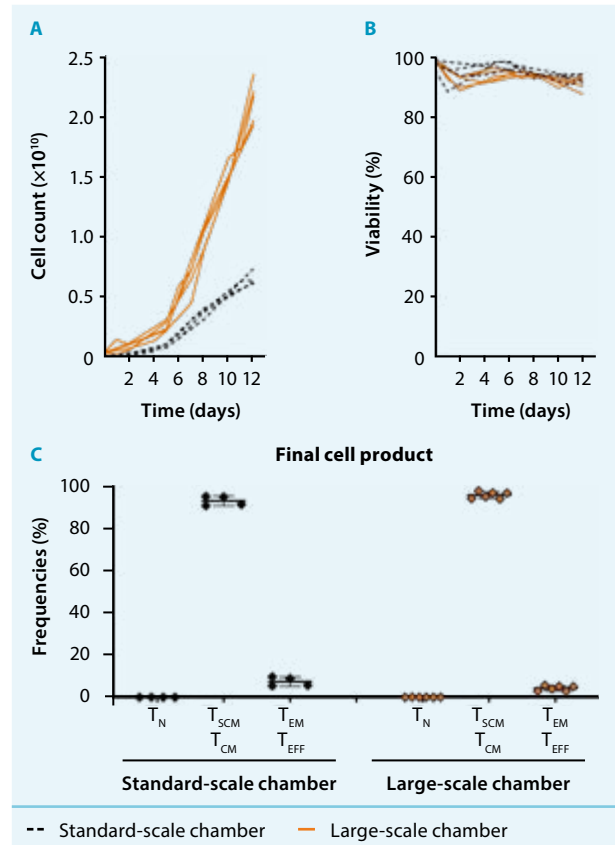 A
2.5
2.0
1.5
1.0
0.5
0
Cell count (×10¹⁰)
2 4 6 8 10 12
Time (days)
B
100
80
60
40
20
0
Viability (%)
2 4 6 8 10 12
Time (days)
C
Final cell product
100
80
60
40
20
0
Frequencies (%)
T_N T_SCM T_EM T_N T_SCM T_EM
T_CM T_EFF T_CM T_EFF
Standard-scale chamber Large-scale chamber
Standard-scale chamber Large-scale chamber